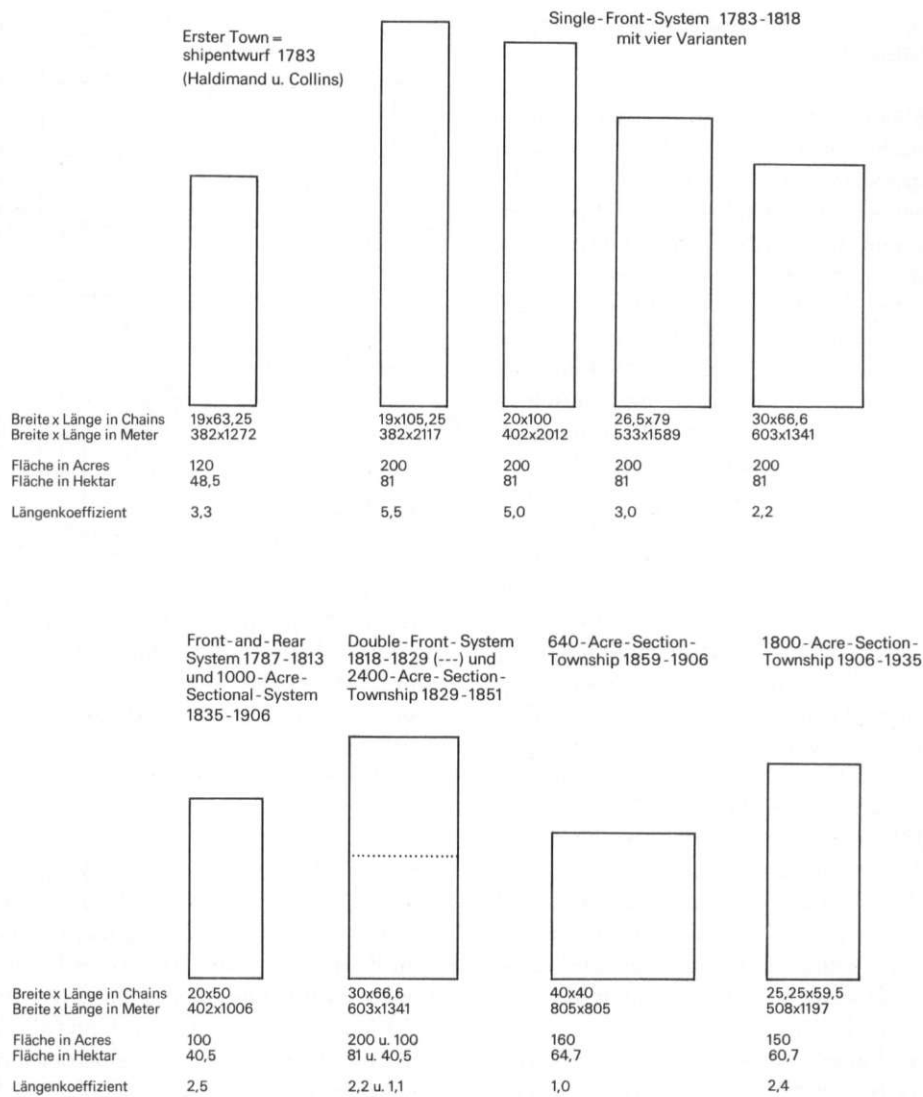 Erster Town =
shipentwurf 1783
(Haldimand u. Collins)
Single-Front-System 1783-1818
mit vier Varianten
Breite x Länge in Chains 19x63,25 19x105,25 20x100 26,5x79 30x66,6
Breite x Länge in Meter 382x1272 382x2117 402x2012 533x1589 603x1341
Fläche in Acres 120 200 200 200 200
Fläche in Hektar 48,5 81 81 81 81
Längenkoeffizient 3,3 5,5 5,0 3,0 2,2
Front-and-Rear
System 1787-1813
und 1000-Acre-
Sectional-System
1835-1906
Double-Front-System
1818-1829 (---) und
2400-Acre-Section-
Township 1829-1851
640-Acre-Section-
Township 1859-1906
1800-Acre-Section-
Township 1906-1935
Breite x Länge in Chains 20x50 30x66,6 40x40 25,25x59,5
Breite x Länge in Meter 402x1006 603x1341 805x805 508x1197
Fläche in Acres 100 200 u. 100 160 150
Fläche in Hektar 40,5 81 u. 40,5 64,7 60,7
Längenkoeffizient 2,5 2,2 u. 1,1 1,0 2,4